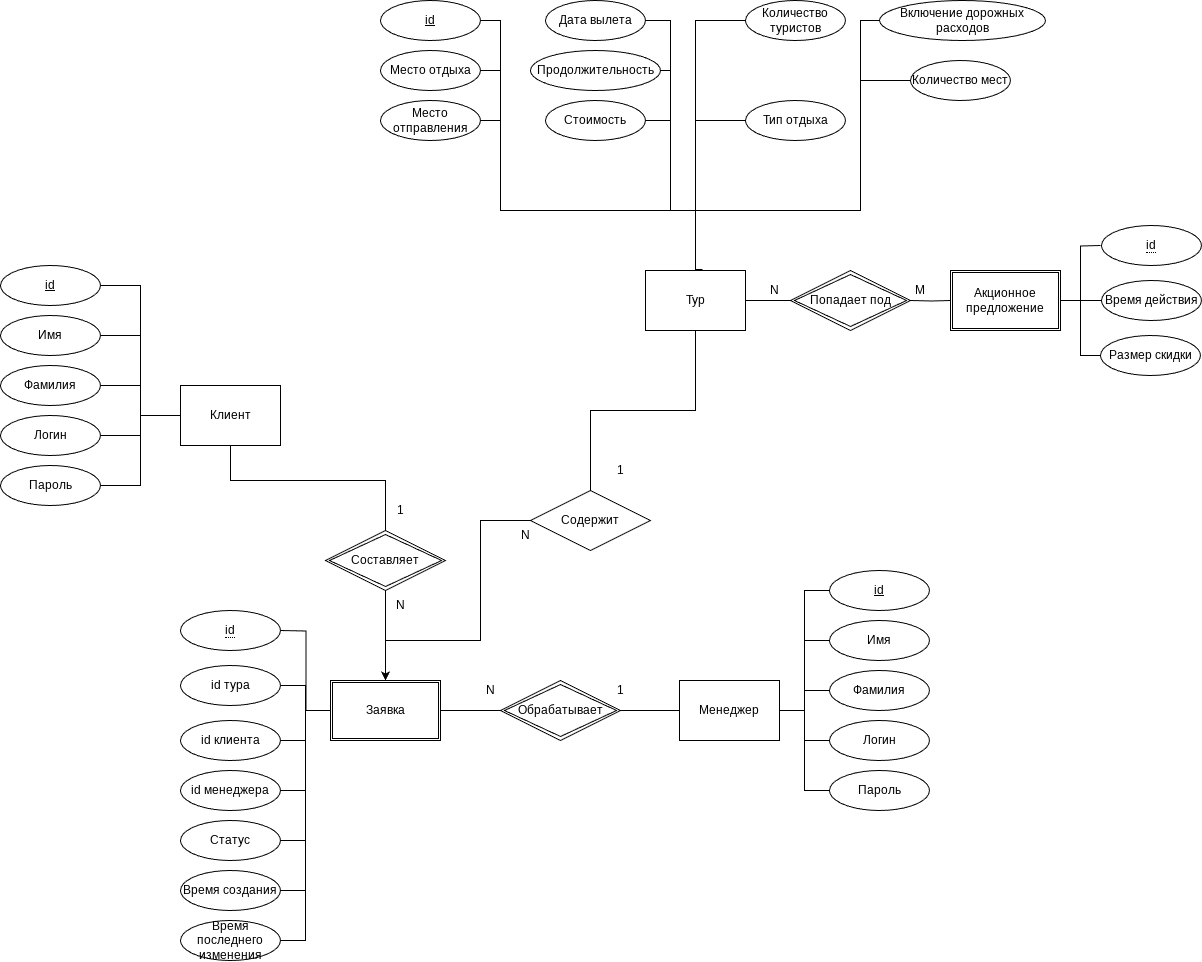 id
Место отдыха
Место
отправления
Дата вылета
Продолжительность
Стоимость
Количество
туристов
Тип отдыха
Включение дорожных
расходов
Количество мест
Тур
N
Попадает под
M
Акционное
предложение
id
Время действия
Размер скидки
id
Имя
Фамилия
Логин
Пароль
Клиент
1
Составляет
N
1
Содержит
N
id
id тура
id клиента
id менеджера
Статус
Время создания
Время
последнего
изменения
Заявка
N
Обрабатывает
1
Менеджер
id
Имя
Фамилия
Логин
Пароль